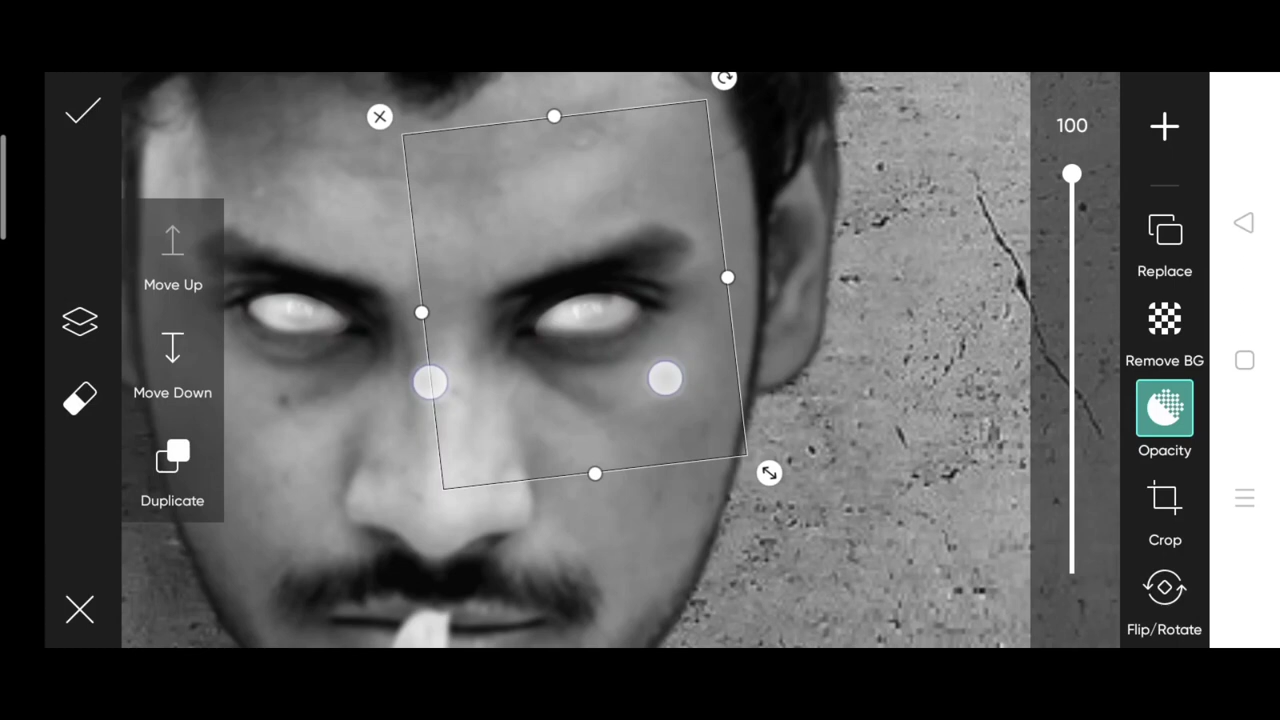 Move Up
Move Down
Duplicate
100
Replace
Remove BG
Opacity
Crop
Flip/Rotate